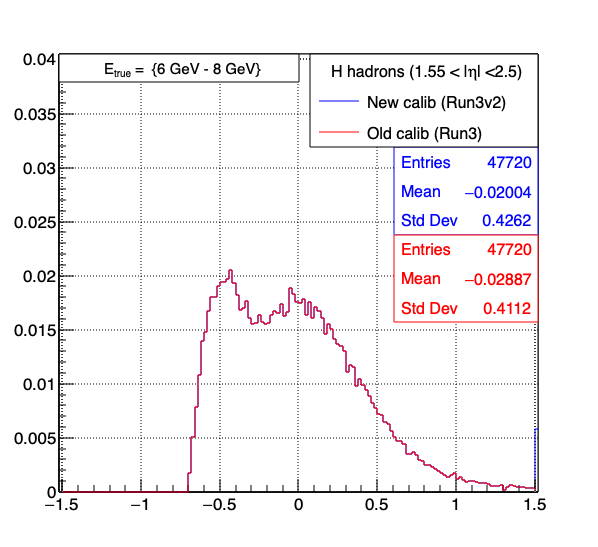 E_true = {6 GeV - 8 GeV}
H hadrons (1.55 < |η| <2.5)
New calib (Run3v2)
Old calib (Run3)
Entries 47720
Mean −0.02004
Std Dev 0.4262
Entries 47720
Mean −0.02887
Std Dev 0.4112
0.04
0.035
0.03
0.025
0.02
0.015
0.01
0.005
0
−1.5 −1 −0.5 0 0.5 1 1.5